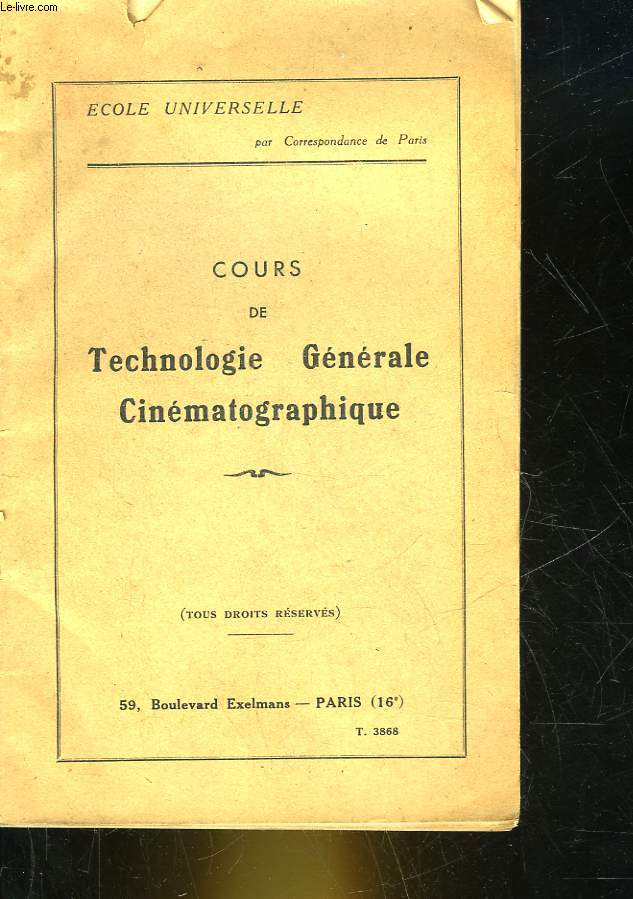 Le-livre.com
ECOLE UNIVERSELLE
par Correspondance de Paris
COURS
DE
Technologie Générale
Cinématographique
(TOUS DROITS RÉSERVÉS)
59, Boulevard Exelmans — PARIS (16e)
T. 3868